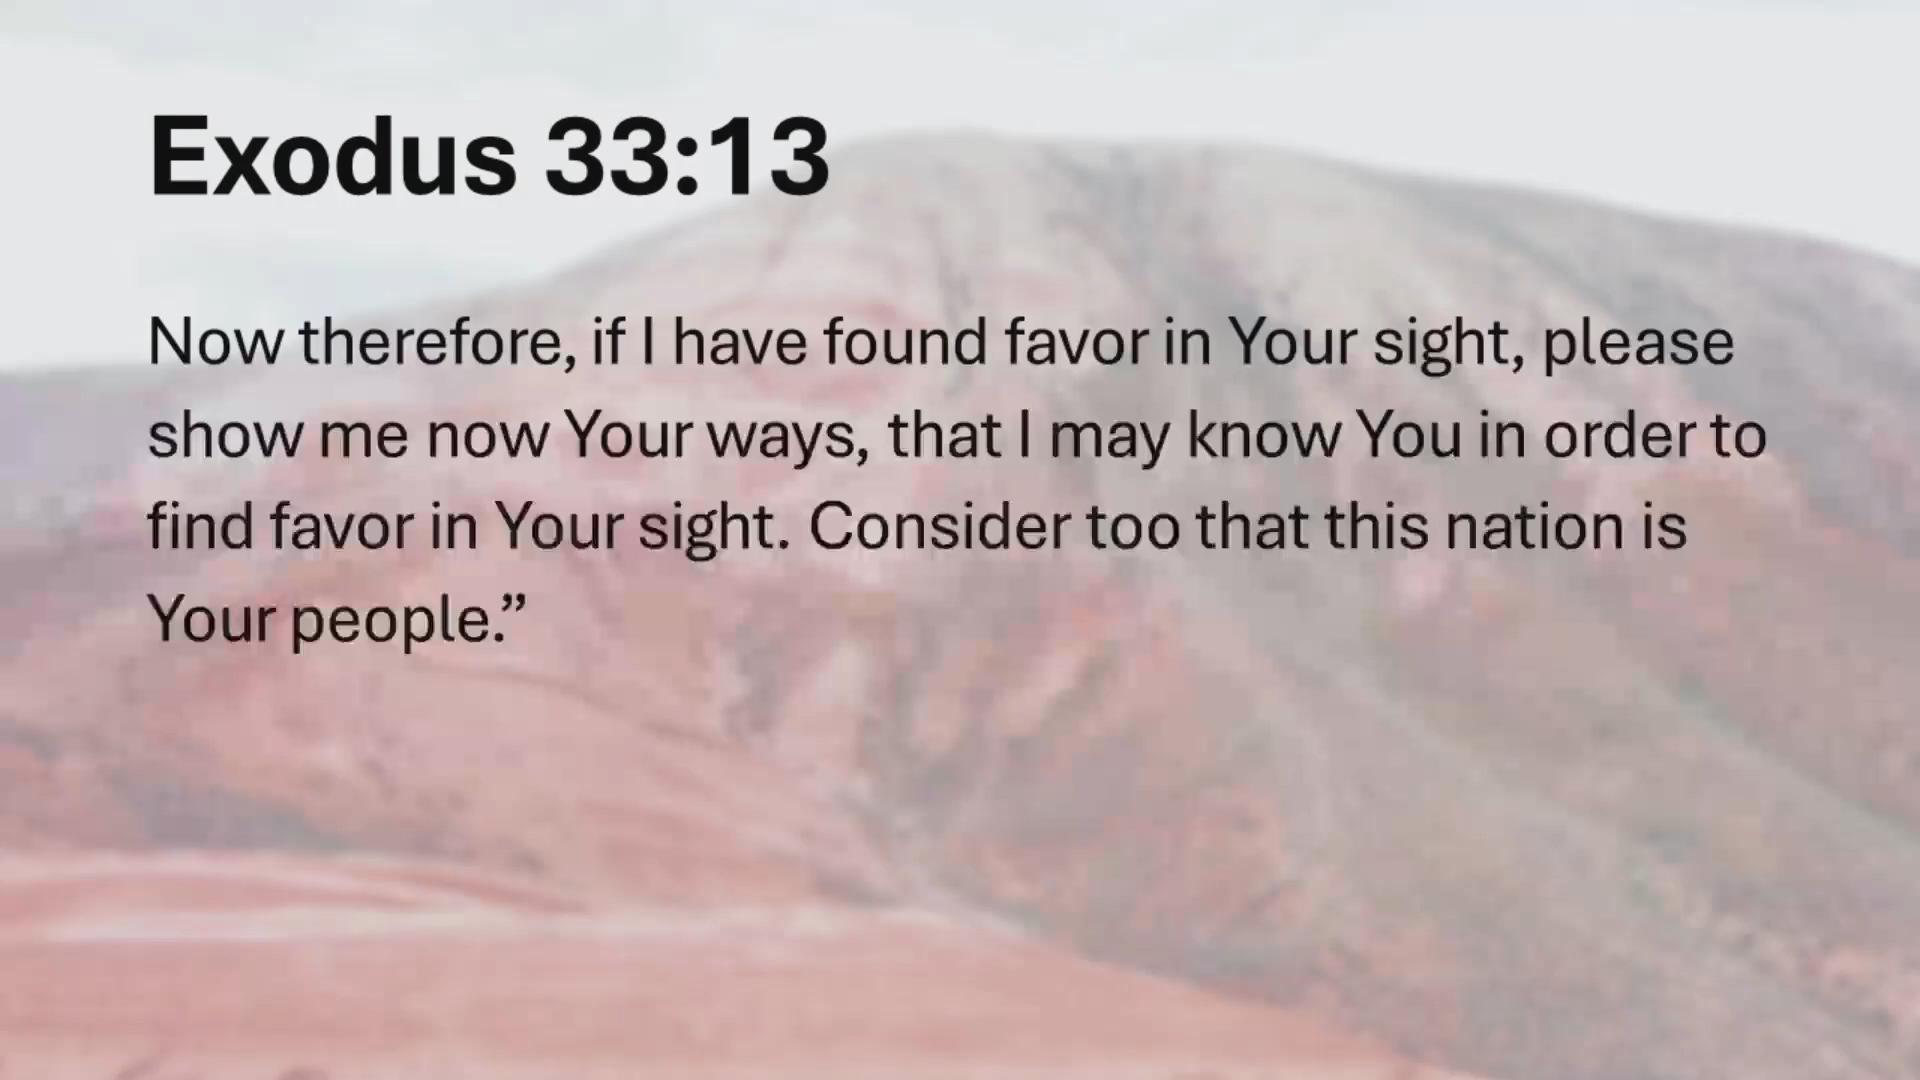 Exodus 33:13
Now therefore, if I have found favor in Your sight, please
show me now Your ways, that I may know You in order to
find favor in Your sight. Consider too that this nation is
Your people.”